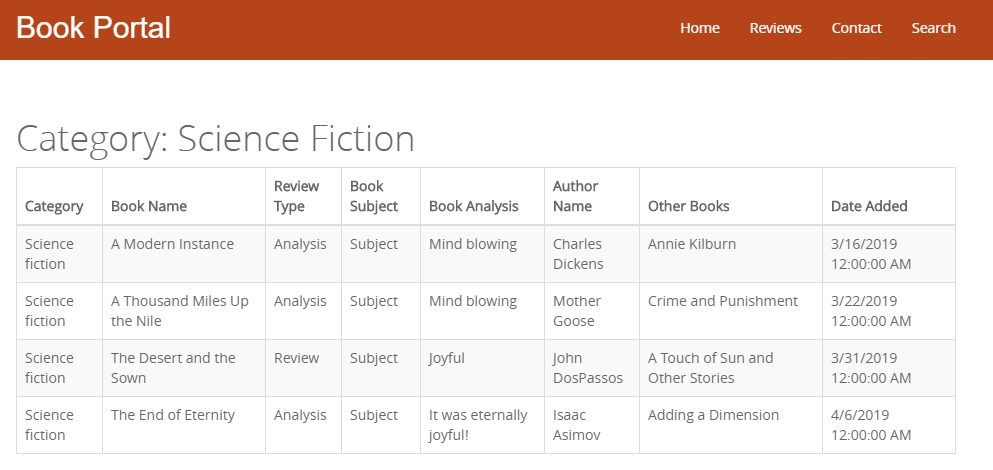 Book Portal
Home Reviews Contact Search
Category: Science Fiction
Category Book Name Review Type Book Subject Book Analysis Author Name Other Books Date Added
Science fiction A Modern Instance Analysis Subject Mind blowing Charles Dickens Annie Kilburn 3/16/2019 12:00:00 AM
Science fiction A Thousand Miles Up the Nile Analysis Subject Mind blowing Mother Goose Crime and Punishment 3/22/2019 12:00:00 AM
Science fiction The Desert and the Sown Review Subject Joyful John DosPassos A Touch of Sun and Other Stories 3/31/2019 12:00:00 AM
Science fiction The End of Eternity Analysis Subject It was eternally joyful! Isaac Asimov Adding a Dimension 4/6/2019 12:00:00 AM